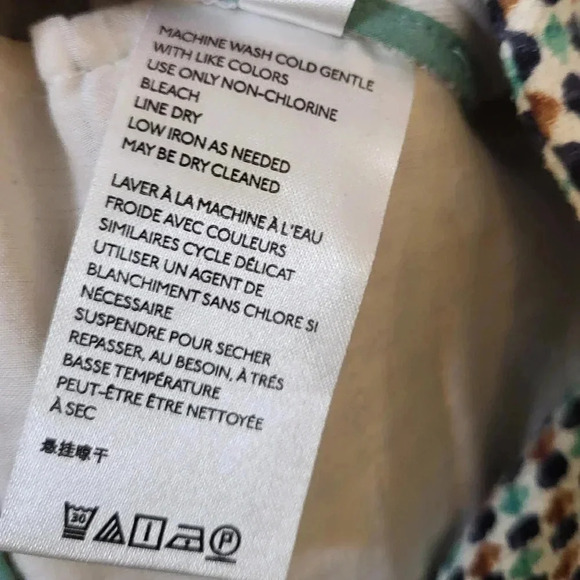 MACHINE WASH COLD GENTLE
WITH LIKE COLORS
USE ONLY NON-CHLORINE
BLEACH
LINE DRY
LOW IRON AS NEEDED
MAY BE DRY CLEANED
LAVER À LA MACHINE À L'EAU
FROIDE AVEC COULEURS
SIMILAIRES CYCLE DÉLICAT
UTILISER UN AGENT DE
BLANCHIMENT SANS CHLORE SI
NÉCESSAIRE
SUSPENDRE POUR SECHER
REPASSER, AU BESOIN, À TRÉS
BASSE TEMPÉRATURE
PEUT-ÊTRE ÊTRE NETTOYÉE
À SEC
悬挂晾干
30 P